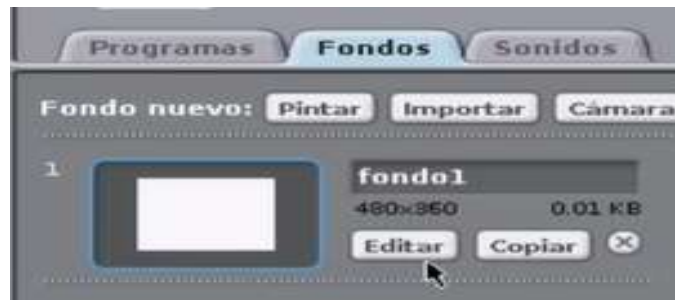 Programas Fondos Sonidos
Fondo nuevo: Pintar Importar Cámara
1
fondo1
480x360 0.01 KB
Editar Copiar